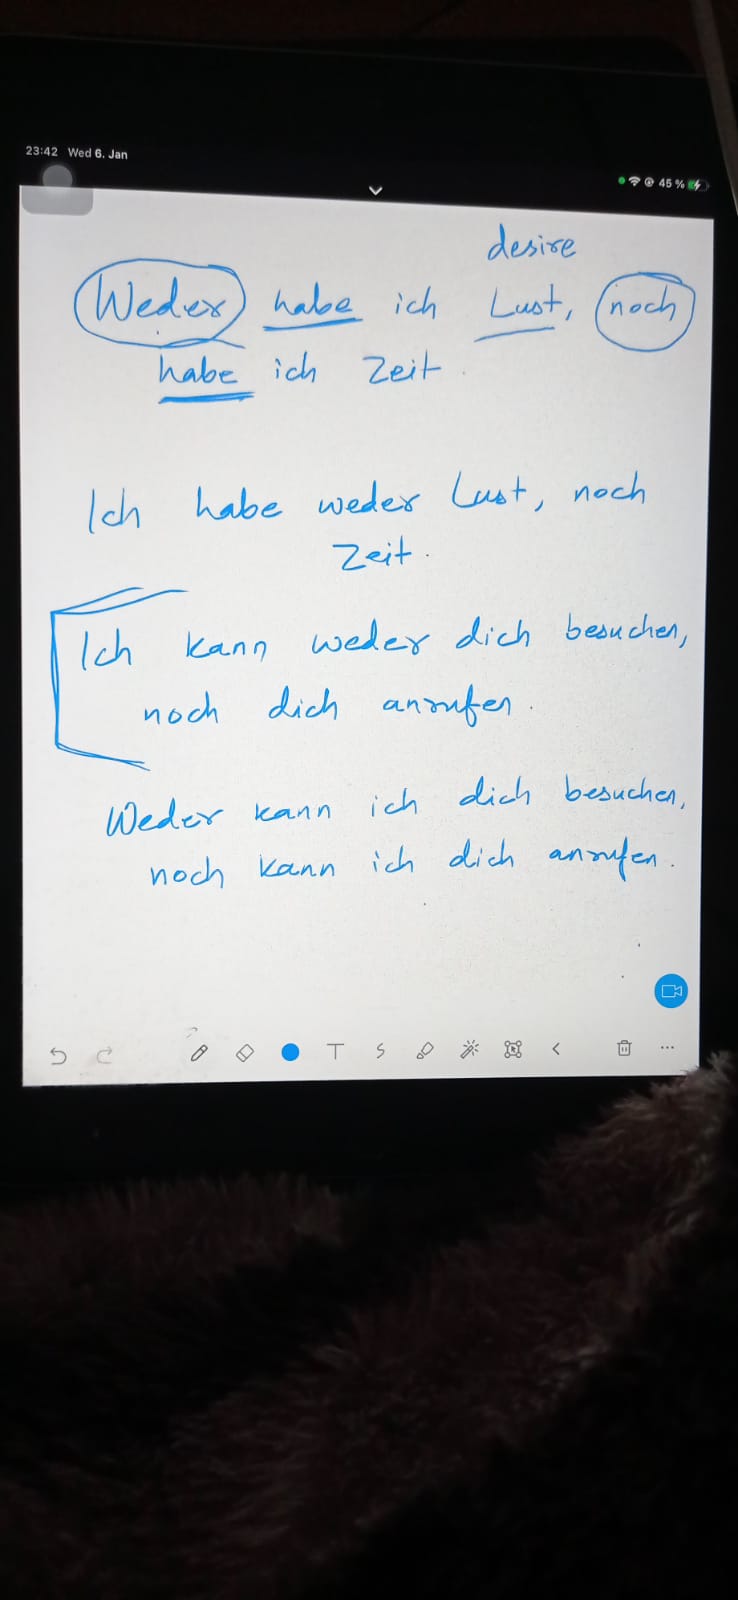 23:42 Wed 6. Jan
45 %
desire
Weder habe ich Lust, noch
habe ich Zeit.
Ich habe weder Lust, noch
Zeit.
Ich kann weder dich besuchen,
noch dich anrufen.
Weder kann ich dich besuchen,
noch kann ich dich anrufen.
T